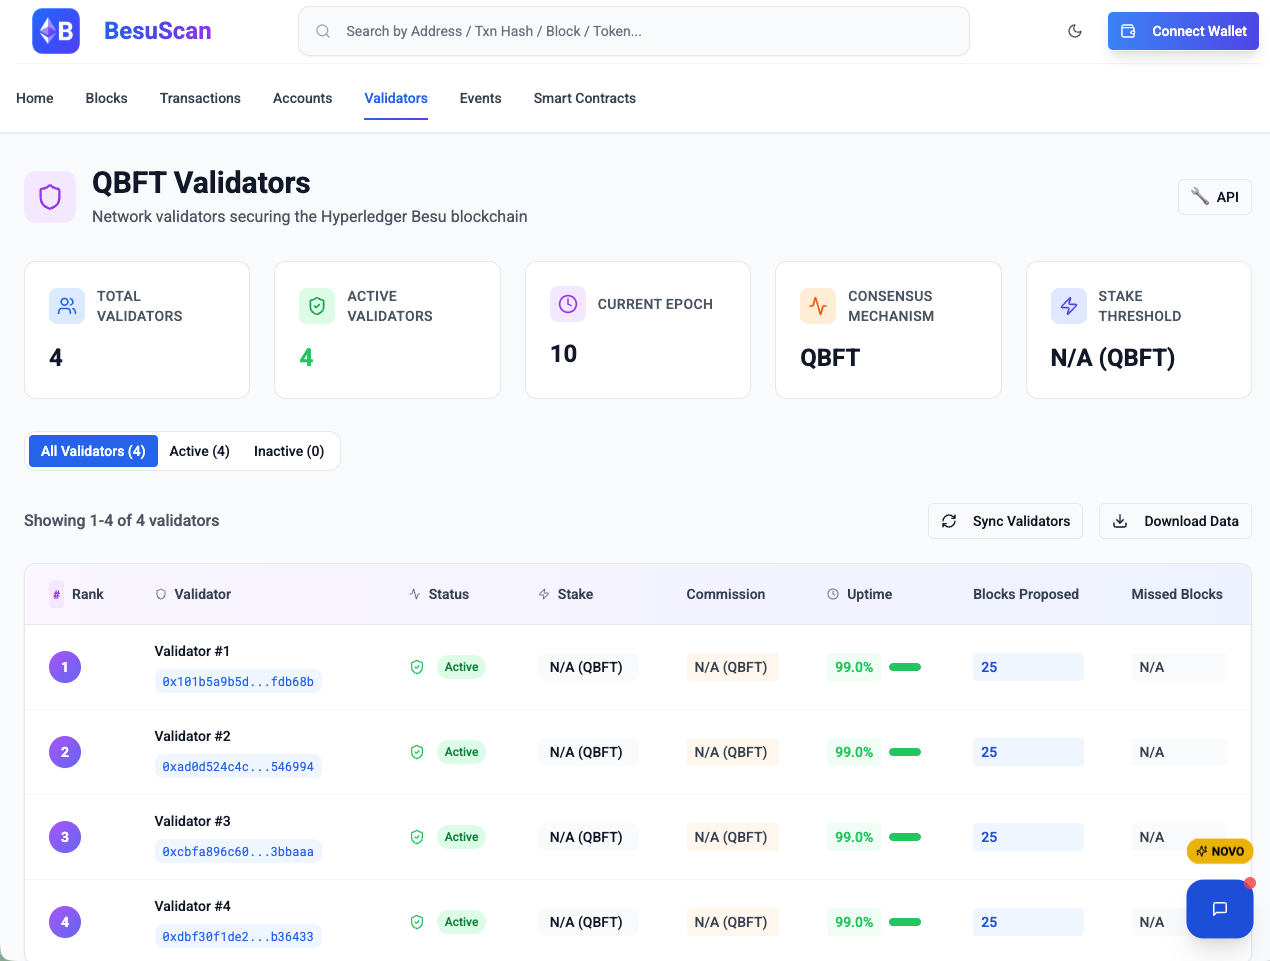 B BesuScan
Search by Address / Txn Hash / Block / Token...
Connect Wallet
Home Blocks Transactions Accounts Validators Events Smart Contracts
QBFT Validators
Network validators securing the Hyperledger Besu blockchain
API
TOTAL VALIDATORS
4
ACTIVE VALIDATORS
4
CURRENT EPOCH
10
CONSENSUS MECHANISM
QBFT
STAKE THRESHOLD
N/A (QBFT)
All Validators (4) Active (4) Inactive (0)
Showing 1-4 of 4 validators
Sync Validators
Download Data
# Rank Validator Status Stake Commission Uptime Blocks Proposed Missed Blocks
1 Validator #1 Active N/A (QBFT) N/A (QBFT) 99.0% 25 N/A
0x101b5a9b5d...fdb68b
2 Validator #2 Active N/A (QBFT) N/A (QBFT) 99.0% 25 N/A
0xad0d524c4c...546994
3 Validator #3 Active N/A (QBFT) N/A (QBFT) 99.0% 25 N/A
0xcbfa896c60...3bbaaa
NOVO
4 Validator #4 Active N/A (QBFT) N/A (QBFT) 99.0% 25 N/A
0xdbf30f1de2...b36433